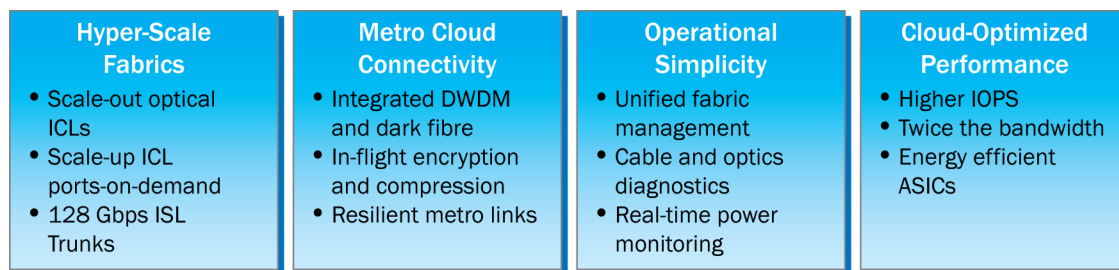 Hyper-Scale
Fabrics
• Scale-out optical
ICLs
• Scale-up ICL
ports-on-demand
• 128 Gbps ISL
Trunks
Metro Cloud
Connectivity
• Integrated DWDM
and dark fibre
• In-flight encryption
and compression
• Resilient metro links
Operational
Simplicity
• Unified fabric
management
• Cable and optics
diagnostics
• Real-time power
monitoring
Cloud-Optimized
Performance
• Higher IOPS
• Twice the bandwidth
• Energy efficient
ASICs